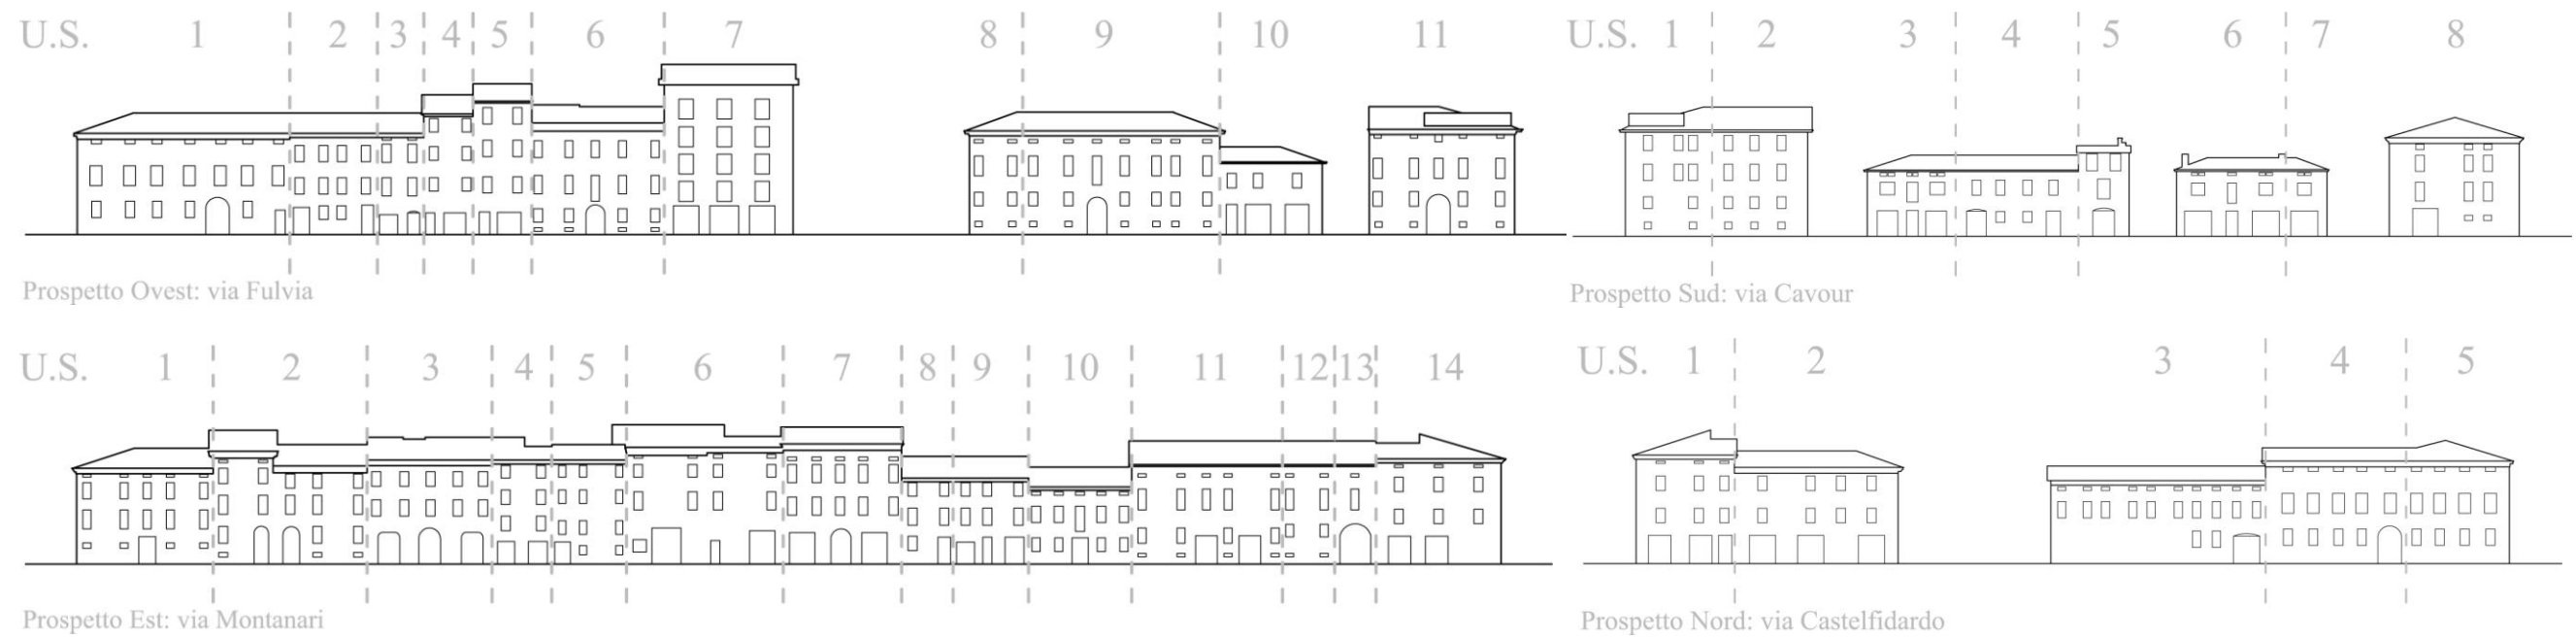 U.S. 1 2 3 4 5 6 7 8 9 10 11
Prospetto Ovest: via Fulvia
U.S. 1 2 3 4 5 6 7 8
Prospetto Sud: via Cavour
U.S. 1 2 3 4 5 6 7 8 9 10 11 12 13 14
Prospetto Est: via Montanari
U.S. 1 2 3 4 5
Prospetto Nord: via Castelfidardo